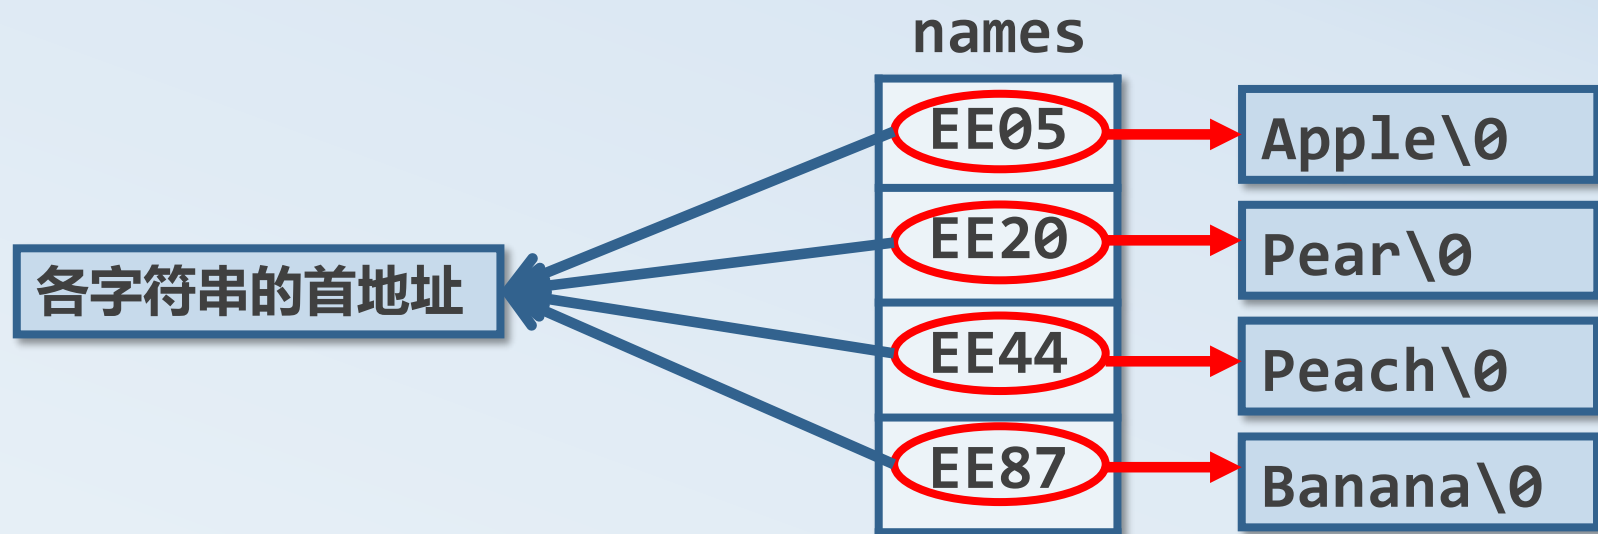 names
EE05
Apple\0
EE20
Pear\0
各字符串的首地址
EE44
Peach\0
EE87
Banana\0